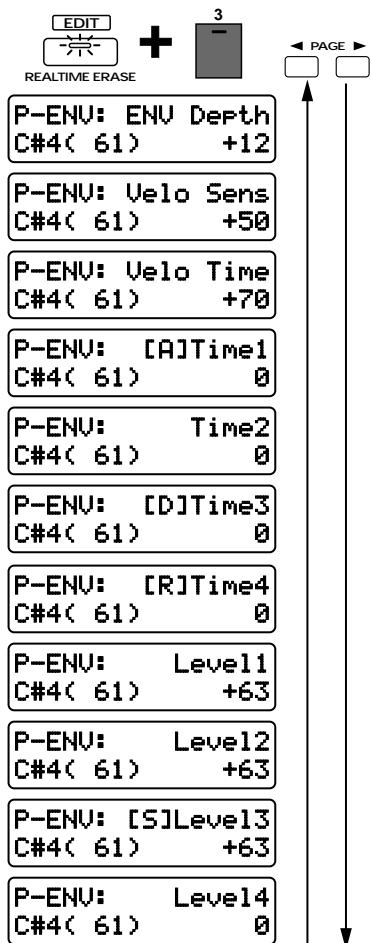 EDIT
3
REALTIME ERASE
◄ PAGE ►
P-ENV: ENV Depth
C#4( 61) +12
P-ENV: Velo Sens
C#4( 61) +50
P-ENV: Velo Time
C#4( 61) +70
P-ENV: [A]Time1
C#4( 61) 0
P-ENV: Time2
C#4( 61) 0
P-ENV: [D]Time3
C#4( 61) 0
P-ENV: [R]Time4
C#4( 61) 0
P-ENV: Level1
C#4( 61) +63
P-ENV: Level2
C#4( 61) +63
P-ENV: [S]Level3
C#4( 61) +63
P-ENV: Level4
C#4( 61) 0